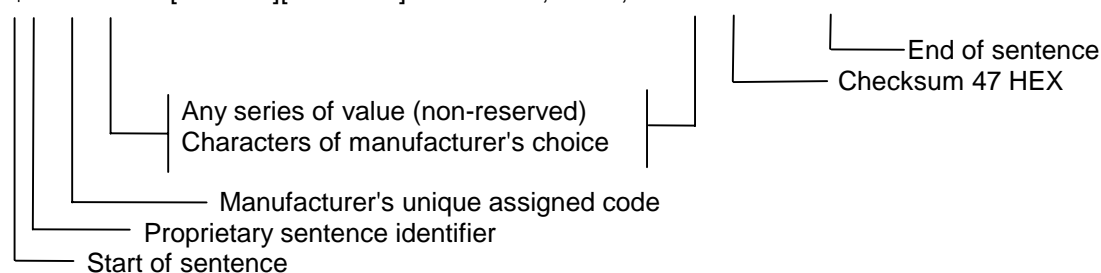 End of sentence
Checksum 47 HEX
Any series of value (non-reserved)
Characters of manufacturer's choice
Manufacturer's unique assigned code
Proprietary sentence identifier
Start of sentence